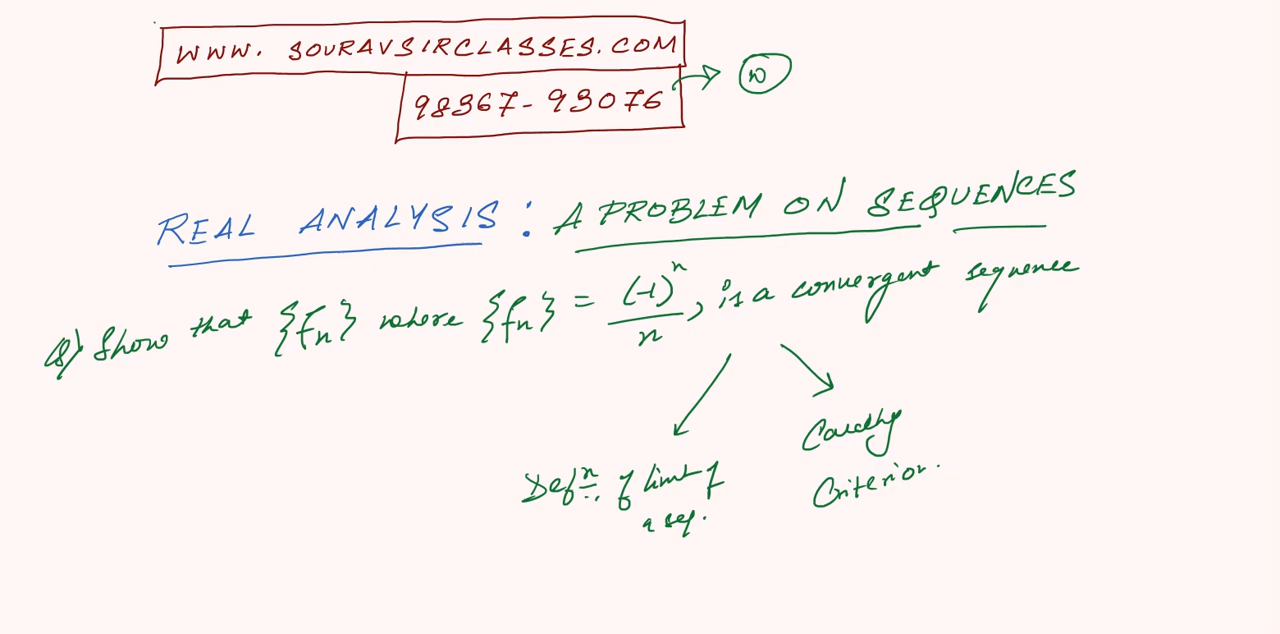 WWW. SOURAVSIRCLASSES.COM
98367-93076 → W
REAL ANALYSIS : A PROBLEM ON SEQUENCES
Q) Show that {fn} where {fn} = (-1)^n / n, is a convergent sequence
Cauchy
Criterion.
Defn: of limit of
a seq.